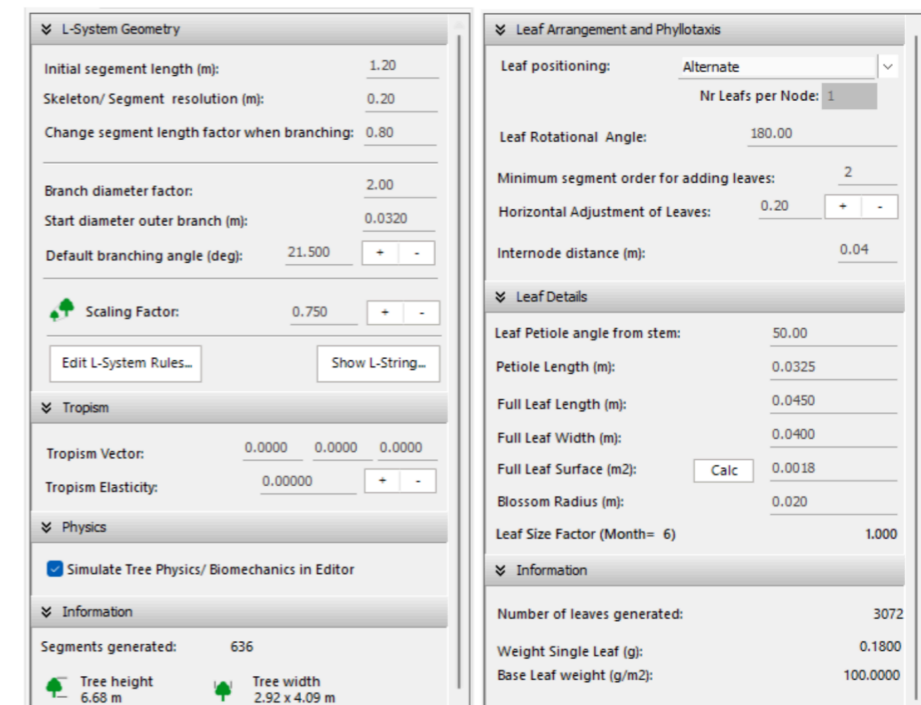 L-System Geometry
Initial segement length (m): 1.20
Skeleton/ Segment resolution (m): 0.20
Change segment length factor when branching: 0.80
Branch diameter factor: 2.00
Start diameter outer branch (m): 0.0320
Default branching angle (deg): 21.500 + -
Scaling Factor: 0.750 + -
Edit L-System Rules... Show L-String...
Tropism
Tropism Vector: 0.0000 0.0000 0.0000
Tropism Elasticity: 0.00000 + -
Physics
Simulate Tree Physics/ Biomechanics in Editor
Information
Segments generated: 636
Tree height Tree width
6.68 m 2.92 x 4.09 m
Leaf Arrangement and Phyllotaxis
Leaf positioning: Alternate
Nr Leafs per Node: 1
Leaf Rotational Angle: 180.00
Minimum segment order for adding leaves: 2
Horizontal Adjustment of Leaves: 0.20 + -
Internode distance (m): 0.04
Leaf Details
Leaf Petiole angle from stem: 50.00
Petiole Length (m): 0.0325
Full Leaf Length (m): 0.0450
Full Leaf Width (m): 0.0400
Full Leaf Surface (m2): Calc 0.0018
Blossom Radius (m): 0.020
Leaf Size Factor (Month= 6) 1.000
Information
Number of leaves generated: 3072
Weight Single Leaf (g): 0.1800
Base Leaf weight (g/m2): 100.0000